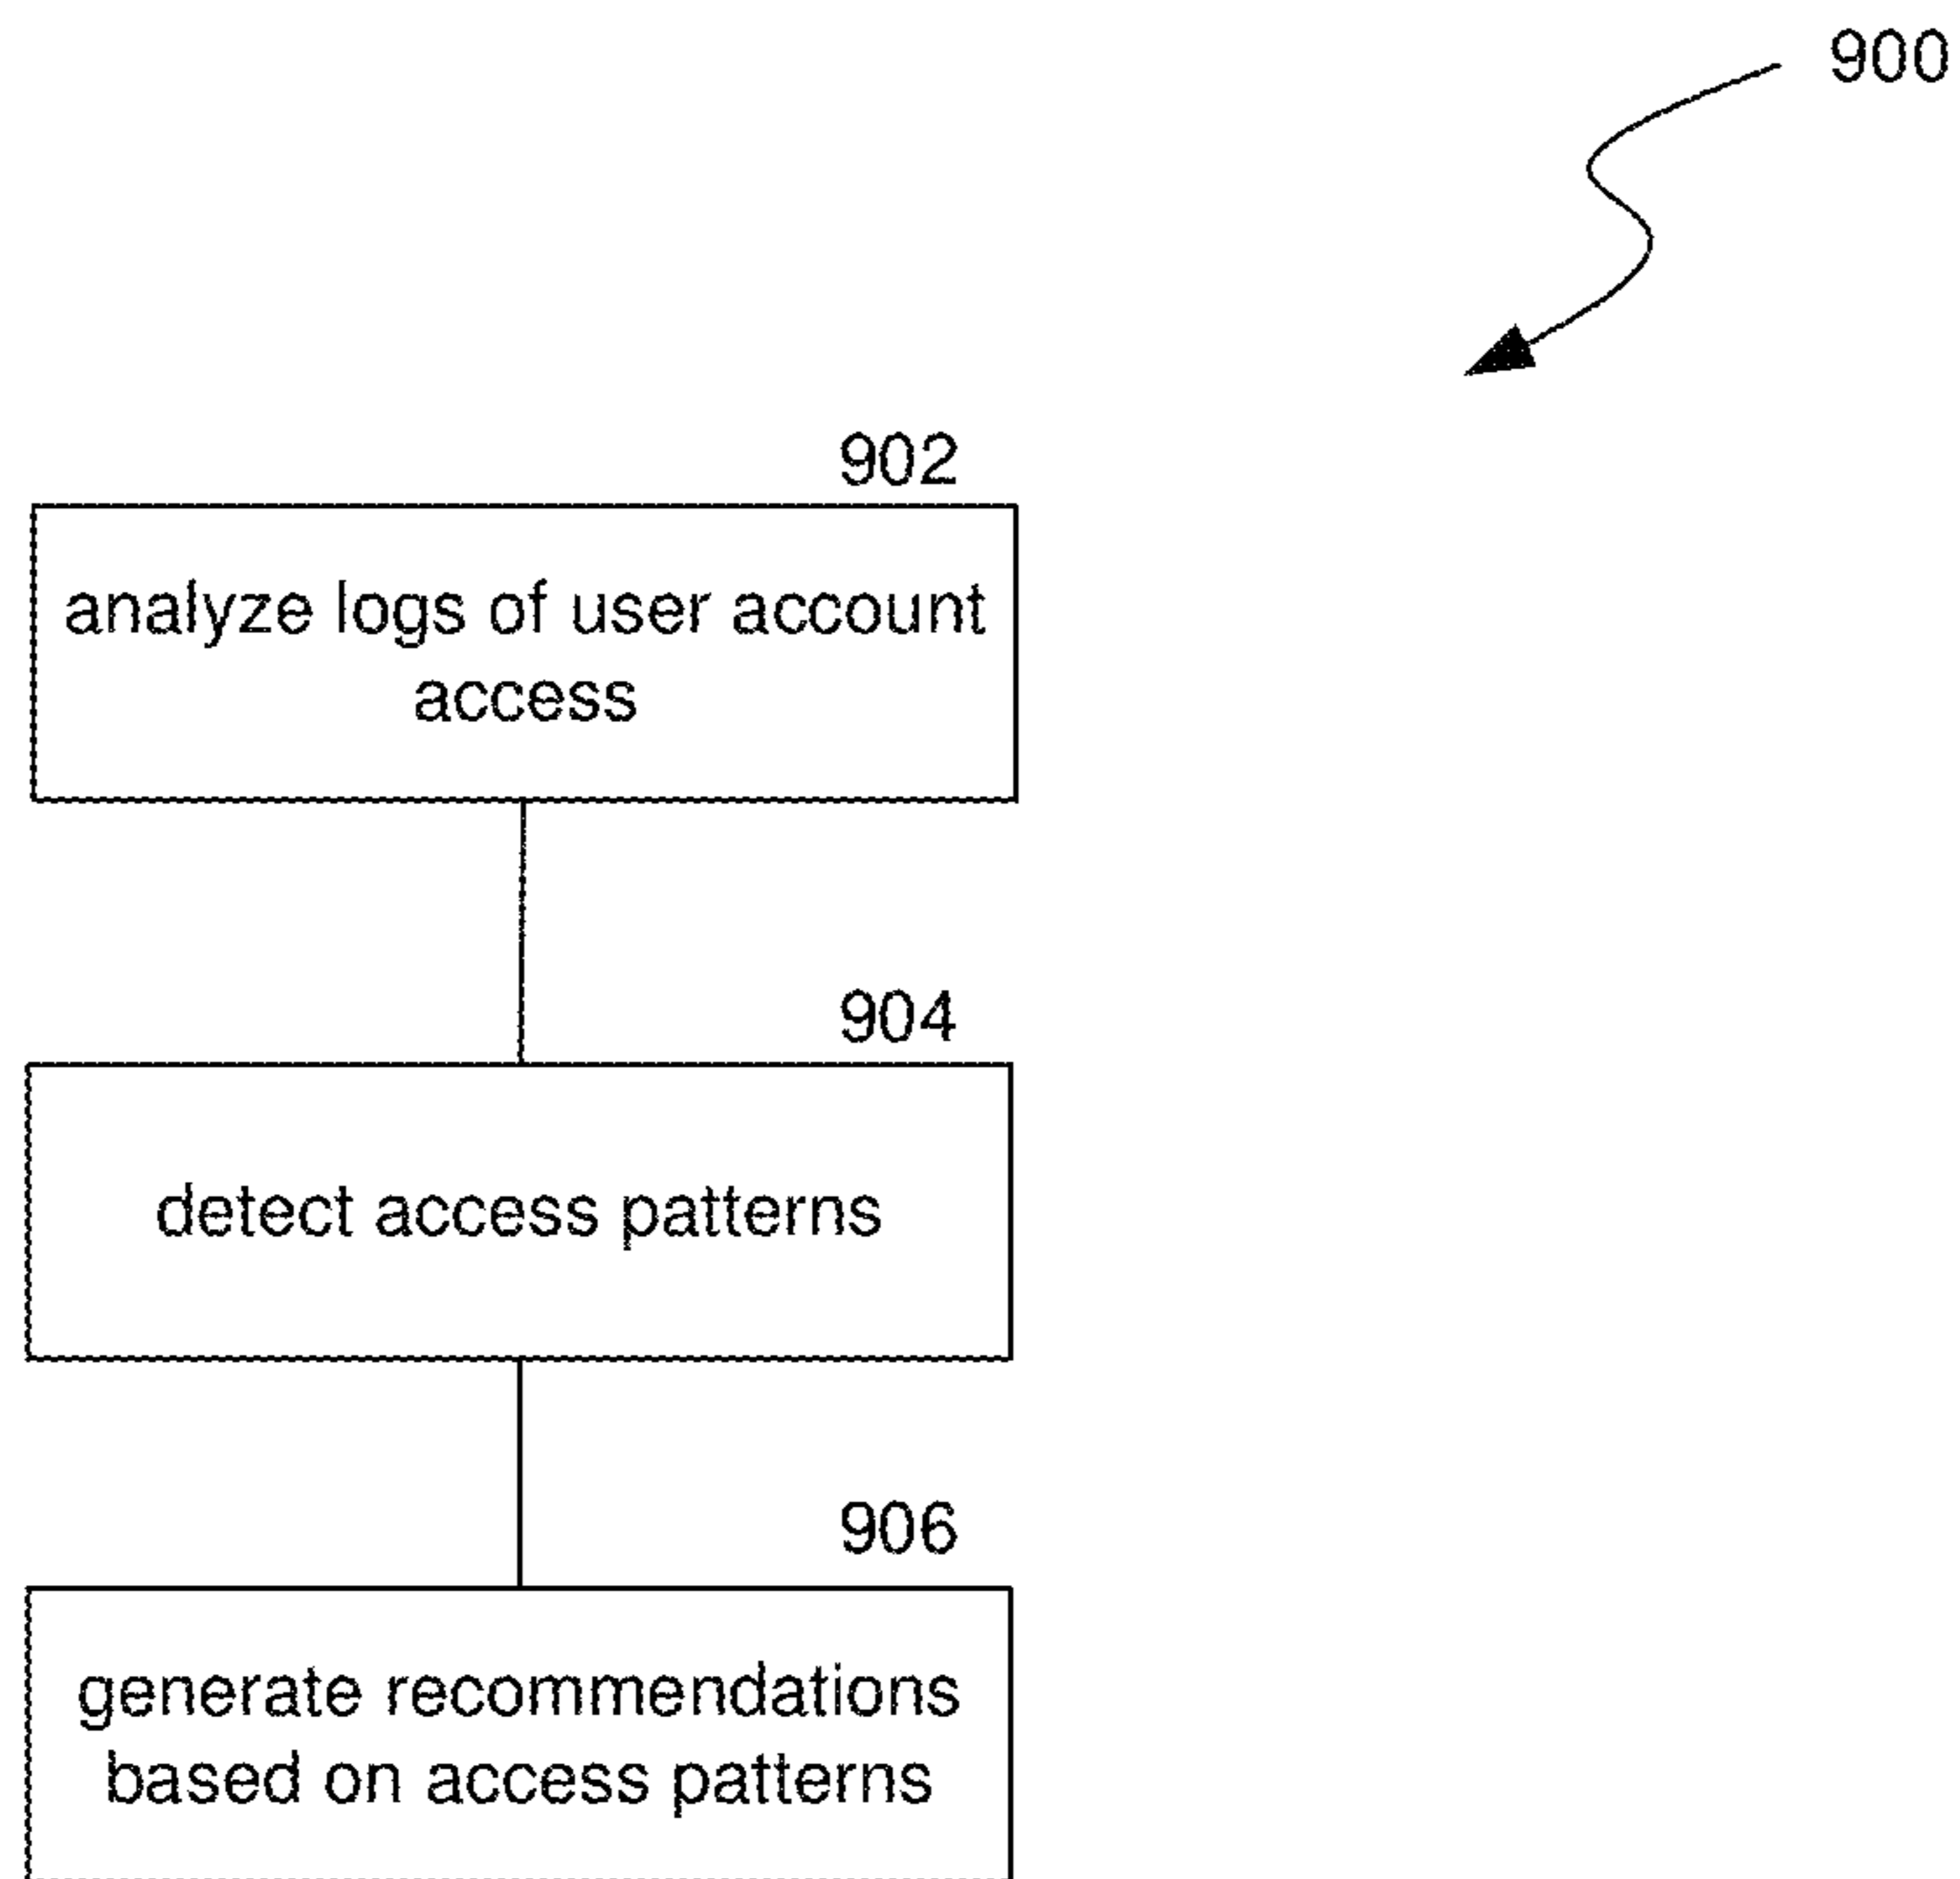 900
902
analyze logs of user account
access
904
detect access patterns
906
generate recommendations
based on access patterns